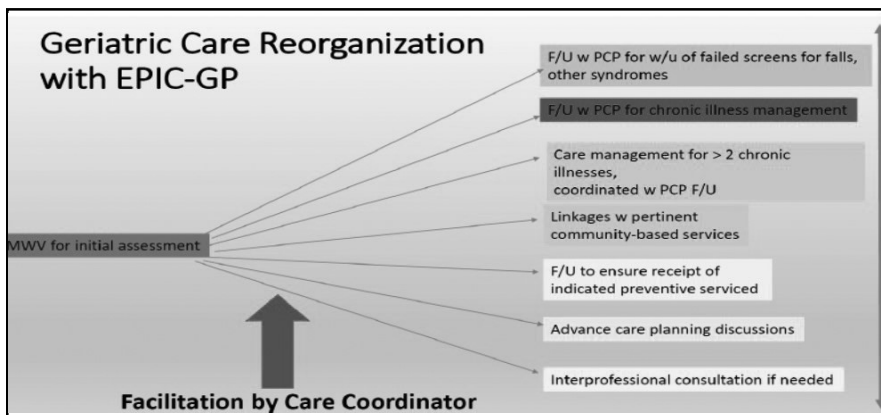 Geriatric Care Reorganization
with EPIC-GP
F/U w PCP for w/u of failed screens for falls,
other syndromes
F/U w PCP for chronic illness management
Care management for > 2 chronic
illnesses,
coordinated w PCP F/U
Linkages w pertinent
community-based services
MWV for initial assessment
F/U to ensure receipt of
indicated preventive serviced
Advance care planning discussions
Interprofessional consultation if needed
Facilitation by Care Coordinator